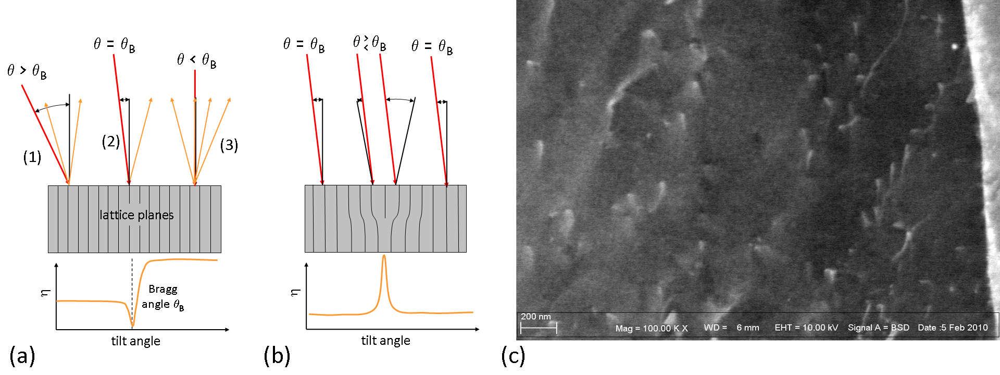 θ > θB
θ = θB
θ < θB
(1)
(2)
(3)
lattice planes
η
Bragg
angle θB
tilt angle
(a)
θ = θB
θ ≷ θB
θ = θB
η
tilt angle
(b)
200 nm
Mag = 100.00 K X WD = 6 mm EHT = 10.00 kV Signal A = BSD Date :5 Feb 2010
(c)